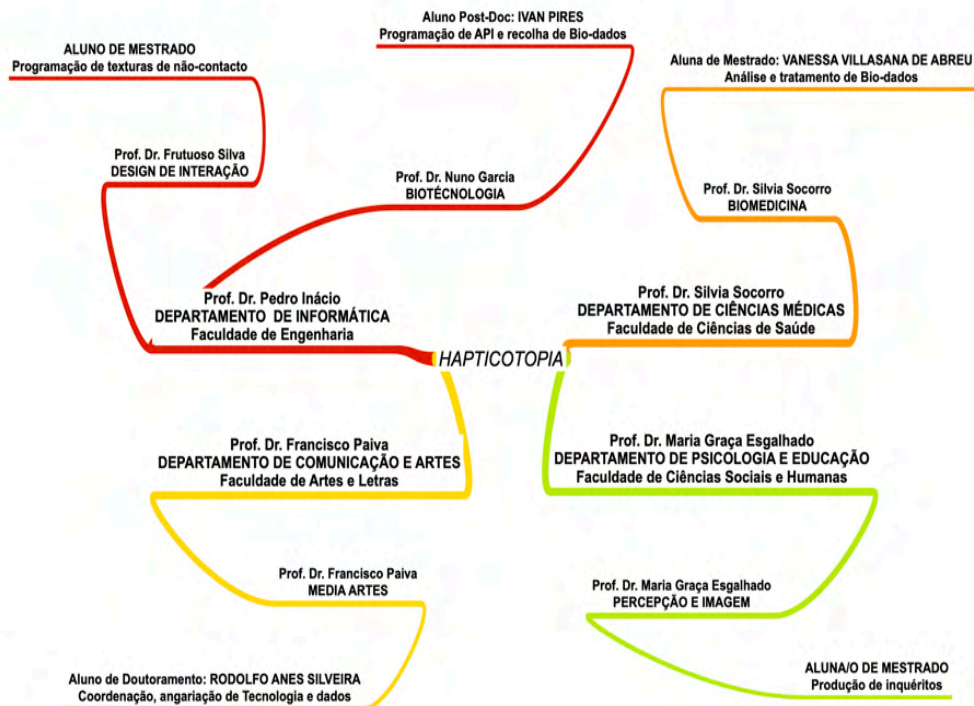 Aluno Post-Doc: IVAN PIRES
Programação de API e recolha de Bio-dados
ALUNO DE MESTRADO
Programação de texturas de não-contacto
Aluna de Mestrado: VANESSA VILLASANA DE ABREU
Análise e tratamento de Bio-dados
Prof. Dr. Frutuoso Silva
DESIGN DE INTERAÇÃO
Prof. Dr. Nuno Garcia
BIOTÉCNOLOGIA
Prof. Dr. Silvia Socorro
BIOMEDICINA
Prof. Dr. Pedro Inácio
DEPARTAMENTO DE INFORMÁTICA
Faculdade de Engenharia
Prof. Dr. Silvia Socorro
DEPARTAMENTO DE CIÊNCIAS MÉDICAS
Faculdade de Ciências de Saúde
HAPTICOTOPIA
Prof. Dr. Francisco Paiva
DEPARTAMENTO DE COMUNICAÇÃO E ARTES
Faculdade de Artes e Letras
Prof. Dr. Maria Graça Esgalhado
DEPARTAMENTO DE PSICOLOGIA E EDUCAÇÃO
Faculdade de Ciências Sociais e Humanas
Prof. Dr. Francisco Paiva
MEDIA ARTES
Prof. Dr. Maria Graça Esgalhado
PERCEPÇÃO E IMAGEM
Aluno de Doutoramento: RODOLFO ANES SILVEIRA
Coordenação, angariação de Tecnologia e dados
ALUNA/O DE MESTRADO
Produção de inquéritos